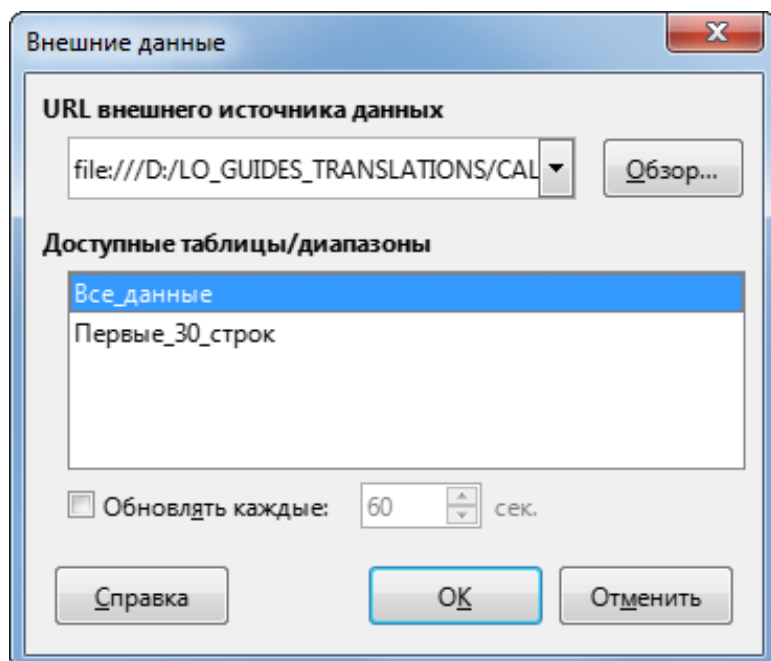 Внешние данные
URL внешнего источника данных
file:///D:/LO_GUIDES_TRANSLATIONS/CAL
Обзор...
Доступные таблицы/диапазоны
Все_данные
Первые_30_строк
Обновлять каждые: 60 сек.
Справка OK Отменить